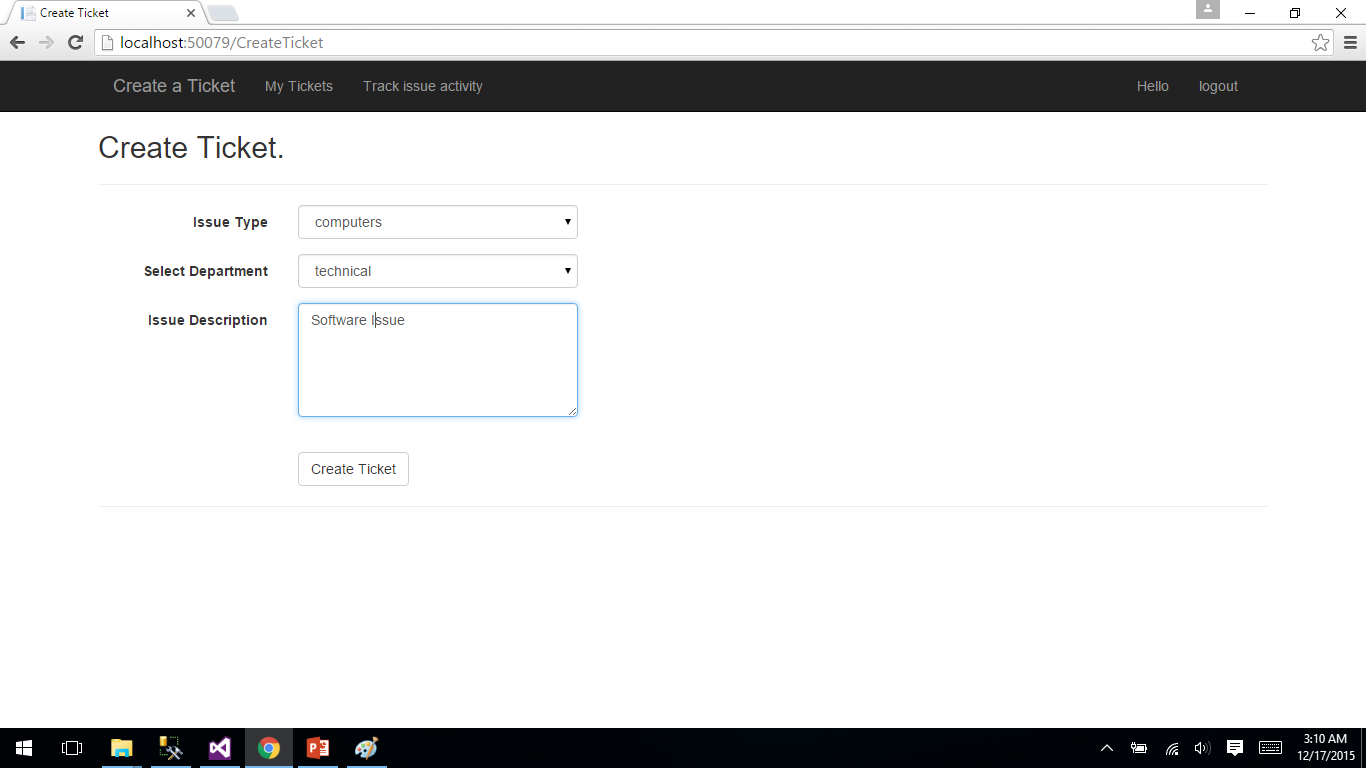 Create Ticket
localhost:50079/CreateTicket
Create a Ticket My Tickets Track issue activity Hello logout
Create Ticket.
Issue Type computers
Select Department technical
Issue Description Software Issue
Create Ticket
3:10 AM
12/17/2015